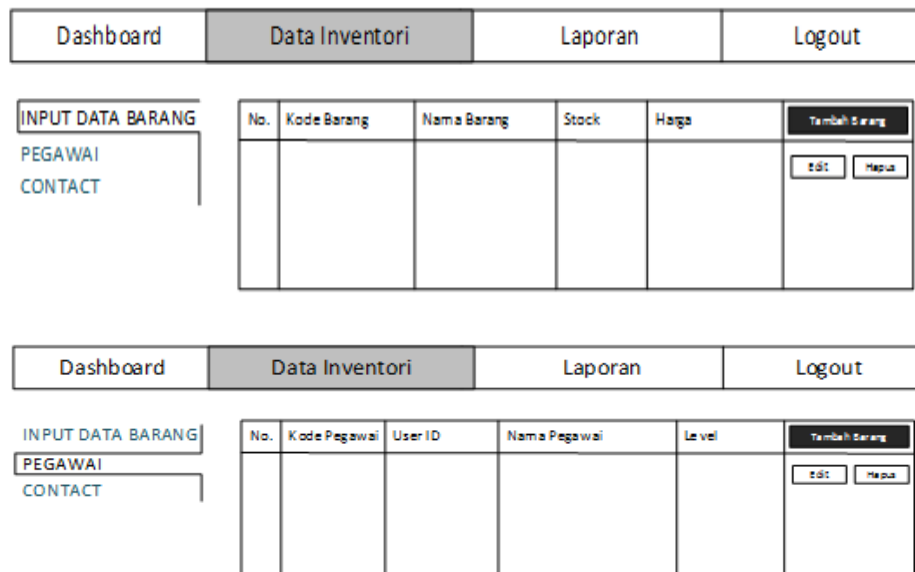 Dashboard Data Inventori Laporan Logout
INPUT DATA BARANG
PEGAWAI
CONTACT
No. Kode Barang Nama Barang Stock Harga Tambah Barang
Edit Hapus
Dashboard Data Inventori Laporan Logout
INPUT DATA BARANG
PEGAWAI
CONTACT
No. Kode Pegawai User ID Nama Pegawai Level Tambah Barang
Edit Hapus